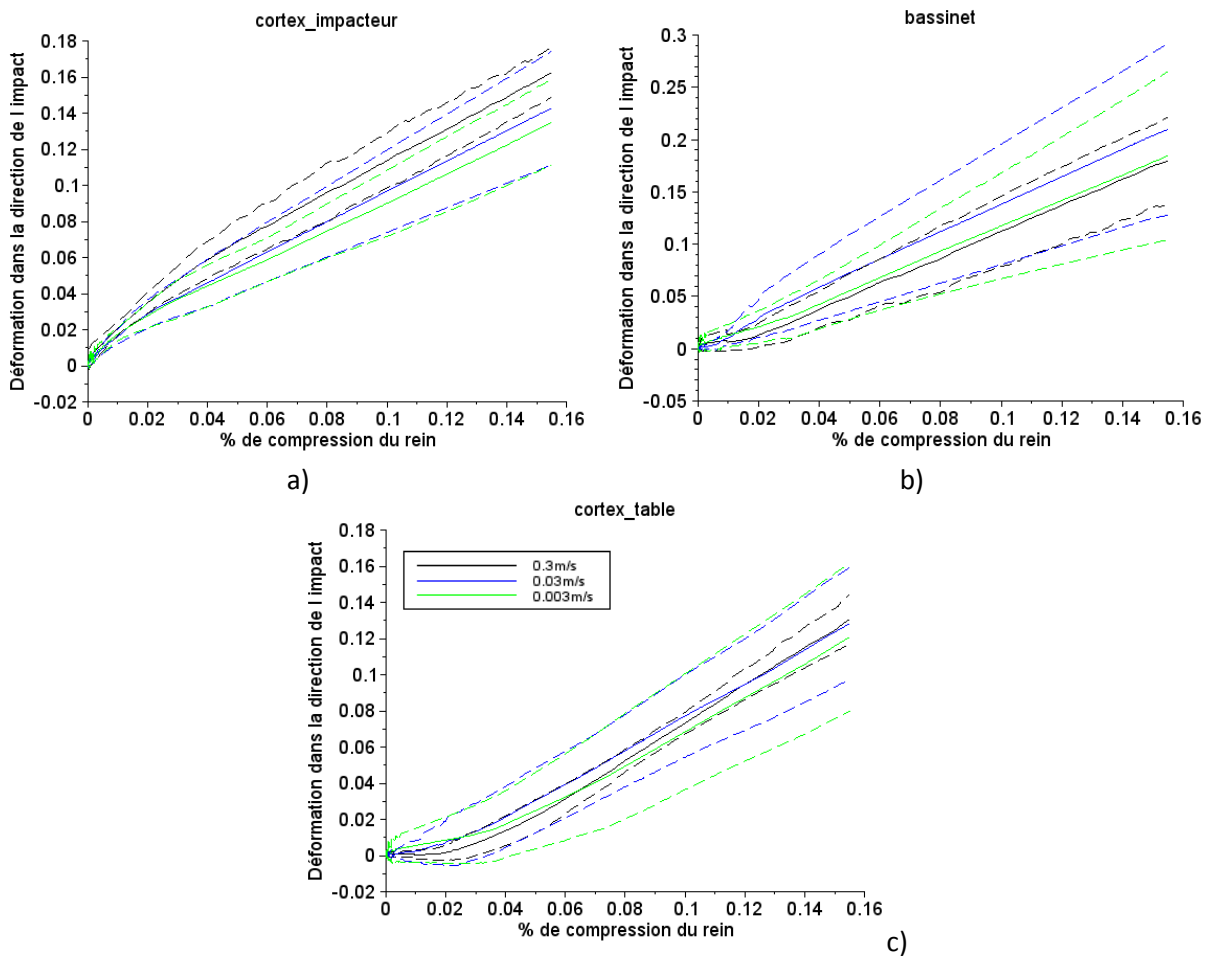 cortex_impacteur
Déformation dans la direction de l impact
0.18
0.16
0.14
0.12
0.1
0.08
0.06
0.04
0.02
0
-0.02
0 0.02 0.04 0.06 0.08 0.1 0.12 0.14 0.16
% de compression du rein
a)
bassinet
Déformation dans la direction de l impact
0.3
0.25
0.2
0.15
0.1
0.05
0
-0.05
0 0.02 0.04 0.06 0.08 0.1 0.12 0.14 0.16
% de compression du rein
b)
cortex_table
Déformation dans la direction de l impact
0.18
0.16
0.14
0.12
0.1
0.08
0.06
0.04
0.02
0
-0.02
0.3m/s
0.03m/s
0.003m/s
0 0.02 0.04 0.06 0.08 0.1 0.12 0.14 0.16
% de compression du rein
c)